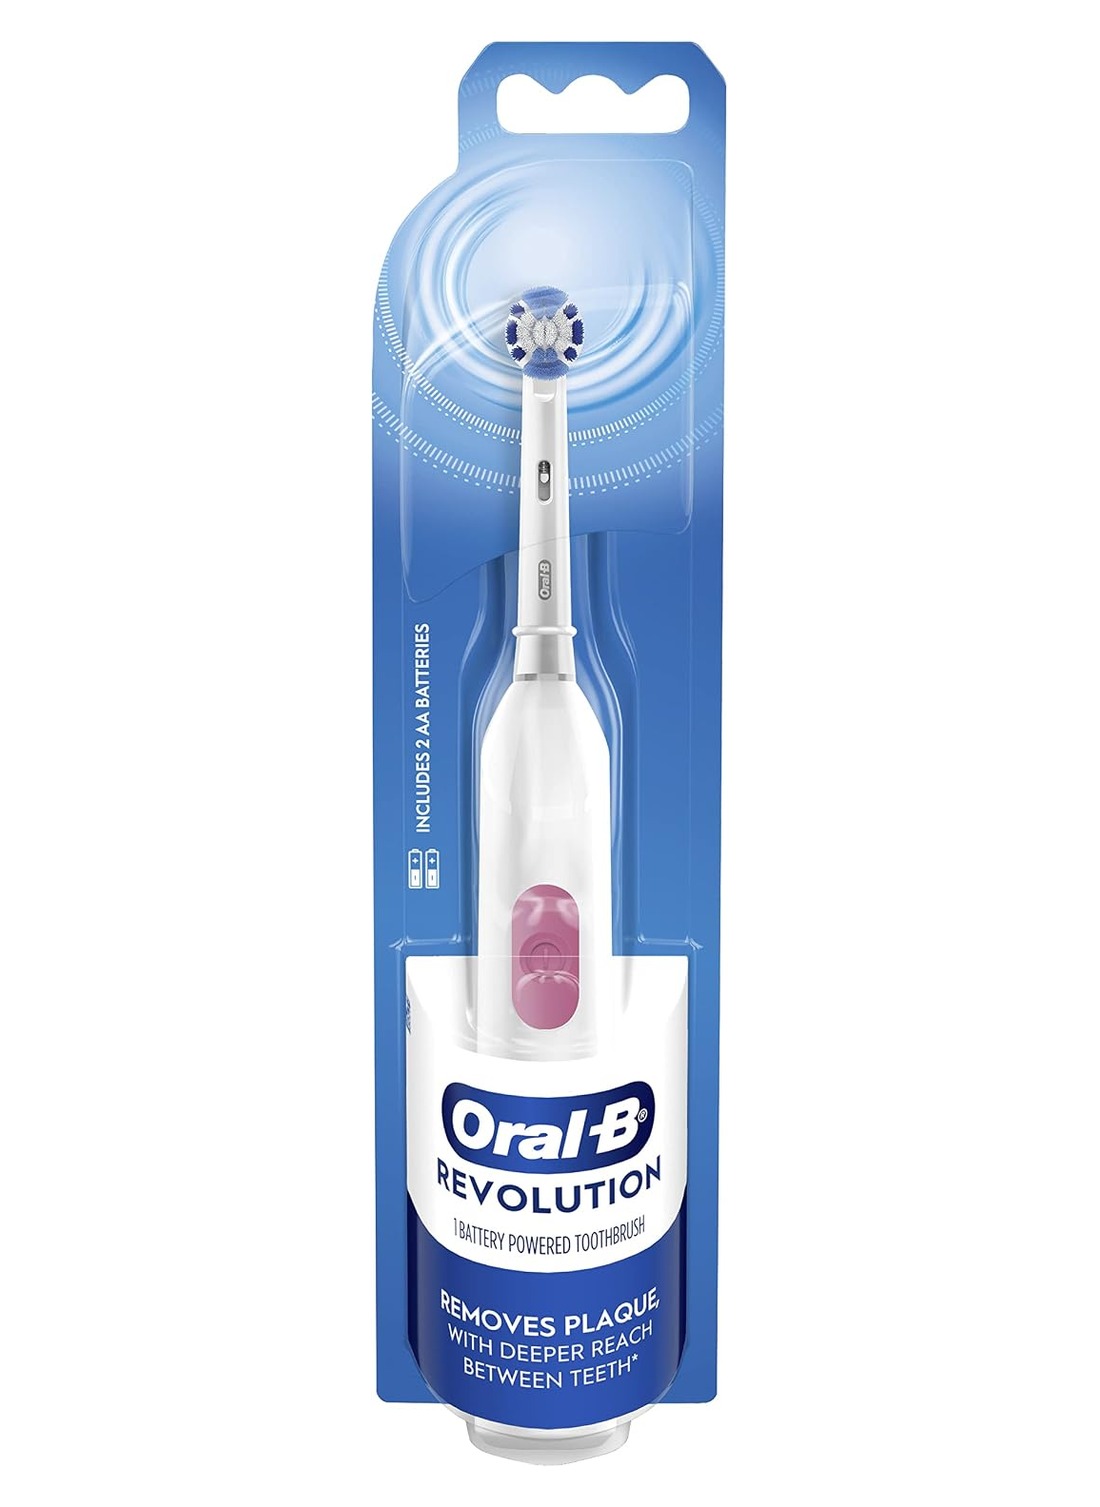 Oral-B
INCLUDES 2 AA BATTERIES
Oral-B®
REVOLUTION
1 BATTERY POWERED TOOTHBRUSH
REMOVES PLAQUE,
WITH DEEPER REACH
BETWEEN TEETH*